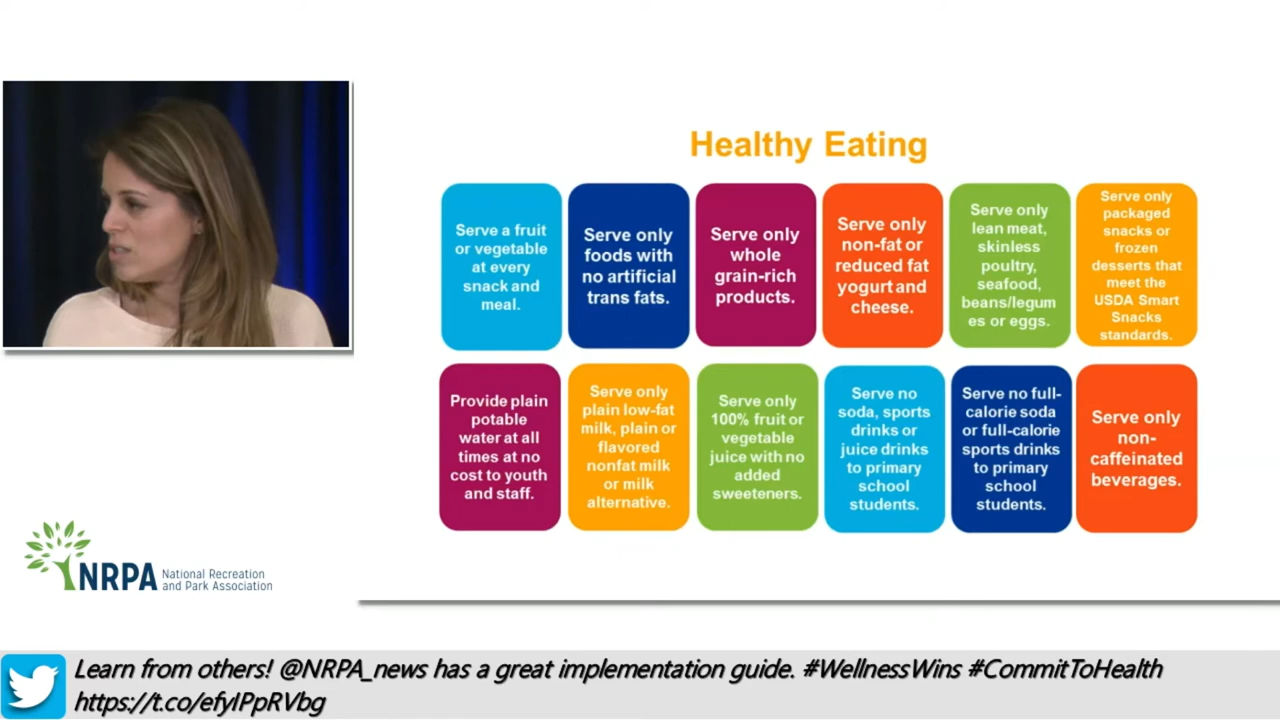 Healthy Eating
Serve a fruit
or vegetable
at every
snack and
meal.
Serve only
foods with
no artificial
trans fats.
Serve only
whole
grain-rich
products.
Serve only
non-fat or
reduced fat
yogurt and
cheese.
Serve only
lean meat,
skinless
poultry,
seafood,
beans/legum
es or eggs.
Serve only
packaged
snacks or
frozen
desserts that
meet the
USDA Smart
Snacks
standards.
Provide plain
potable
water at all
times at no
cost to youth
and staff.
Serve only
plain low-fat
milk, plain or
flavored
nonfat milk
or milk
alternative.
Serve only
100% fruit or
vegetable
juice with no
added
sweeteners.
Serve no
soda, sports
drinks or
juice drinks
to primary
school
students.
Serve no full-
calorie soda
or full-calorie
sports drinks
to primary
school
students.
Serve only
non-
caffeinated
beverages.
NRPA National Recreation
and Park Association
Learn from others! @NRPA_news has a great implementation guide. #WellnessWins #CommitToHealth
https://t.co/efyIPpRVbg